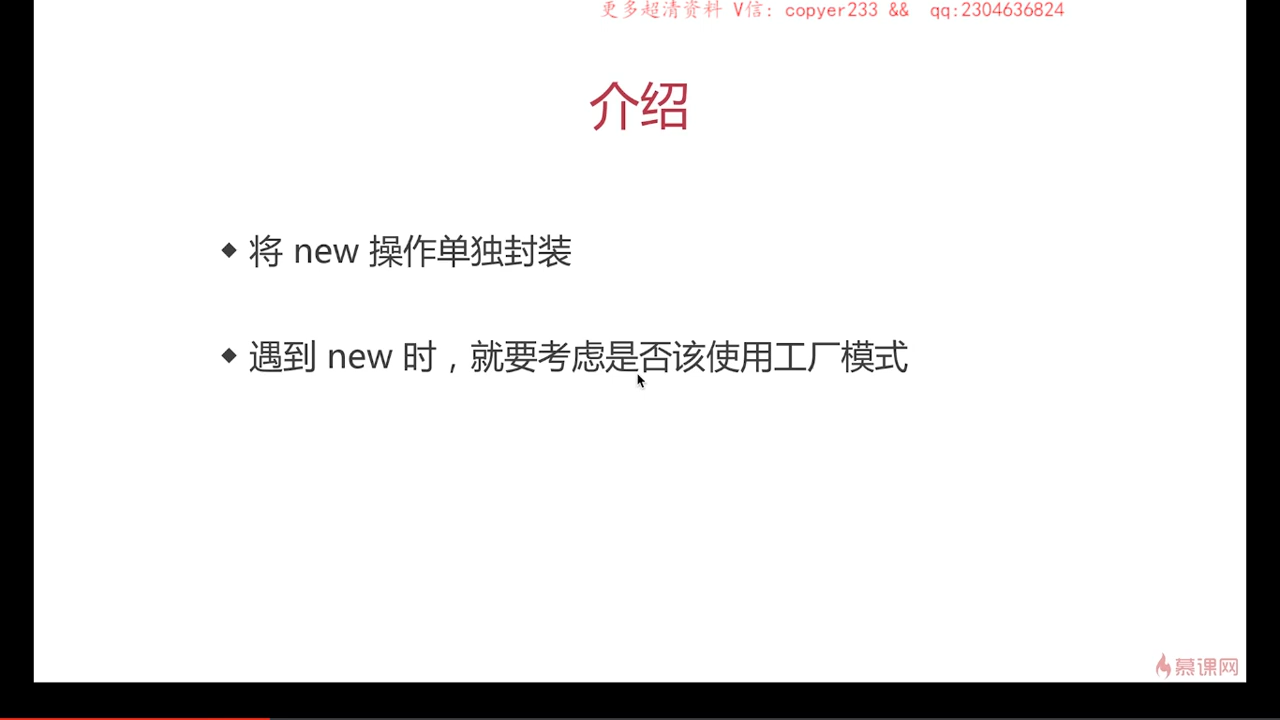 更多超清资料 V信: copyer233 && qq:2304636824
介绍
◆ 将 new 操作单独封装
◆ 遇到 new 时，就要考虑是否该使用工厂模式
慕课网